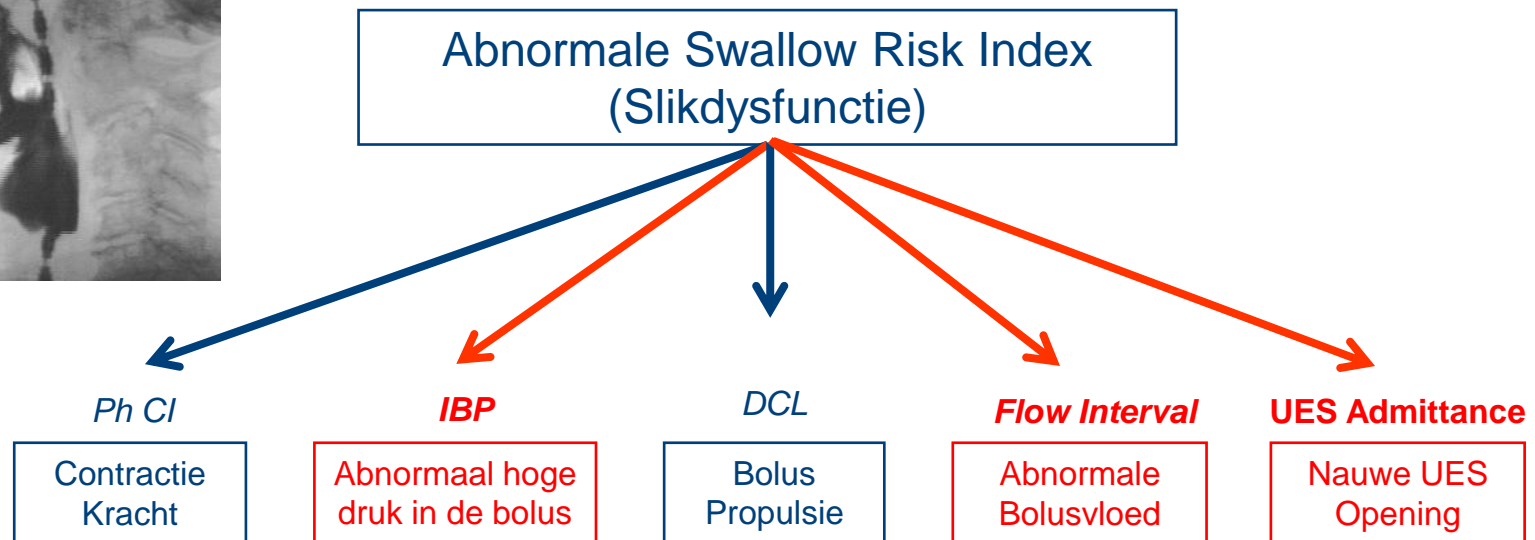 Abnormale Swallow Risk Index
(Slikdysfunctie)
Ph CI
IBP
DCL
Flow Interval
UES Admittance
Contractie
Kracht
Abnormaal hoge
druk in de bolus
Bolus
Propulsie
Abnormale
Bolusvloed
Nauwe UES
Opening